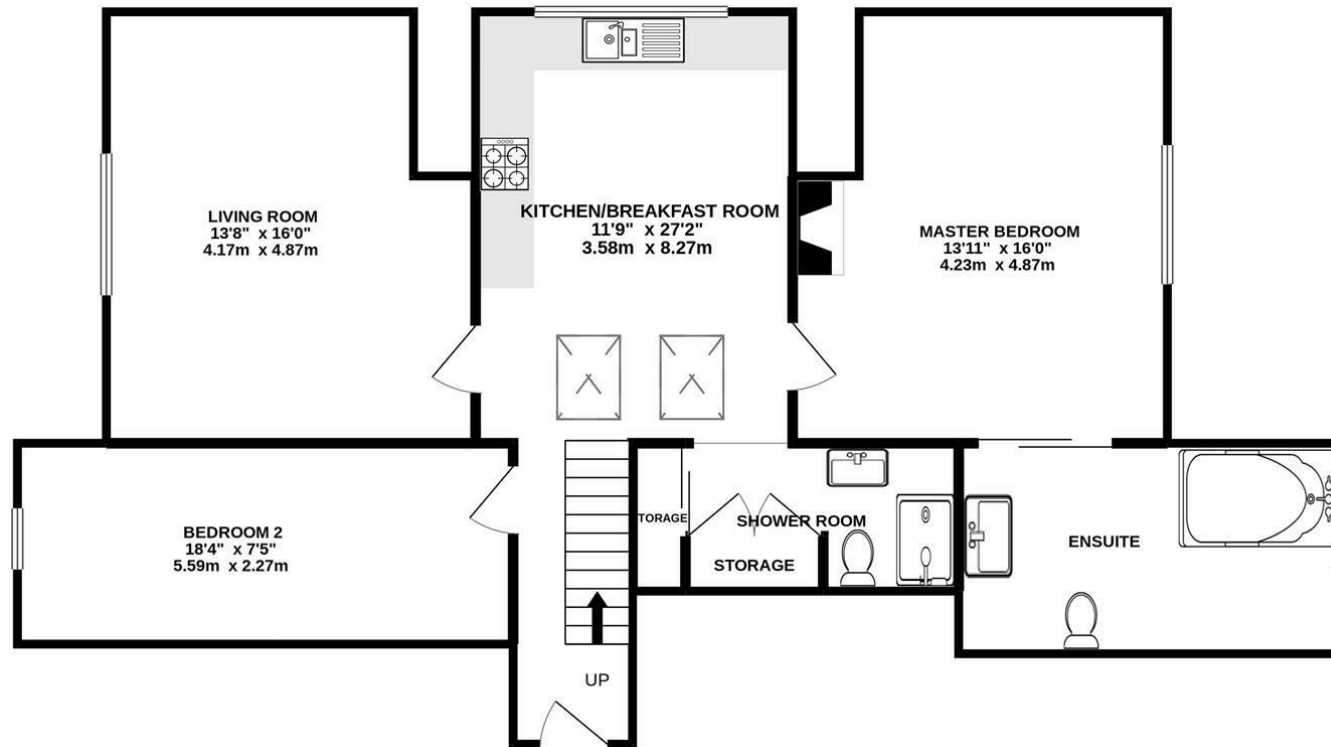 LIVING ROOM
13'8" x 16'0"
4.17m x 4.87m
KITCHEN/BREAKFAST ROOM
11'9" x 27'2"
3.58m x 8.27m
MASTER BEDROOM
13'11" x 16'0"
4.23m x 4.87m
BEDROOM 2
18'4" x 7'5"
5.59m x 2.27m
TORAGE
SHOWER ROOM
STORAGE
ENSUITE
UP